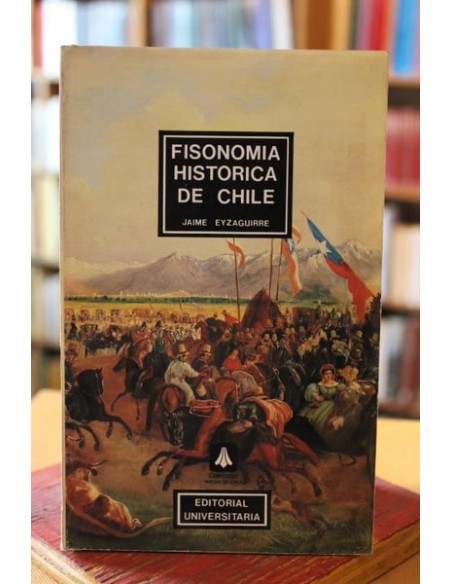 FISONOMIA
HISTORICA
DE CHILE
JAIME EYZAGUIRRE
EDITORIAL
UNIVERSITARIA